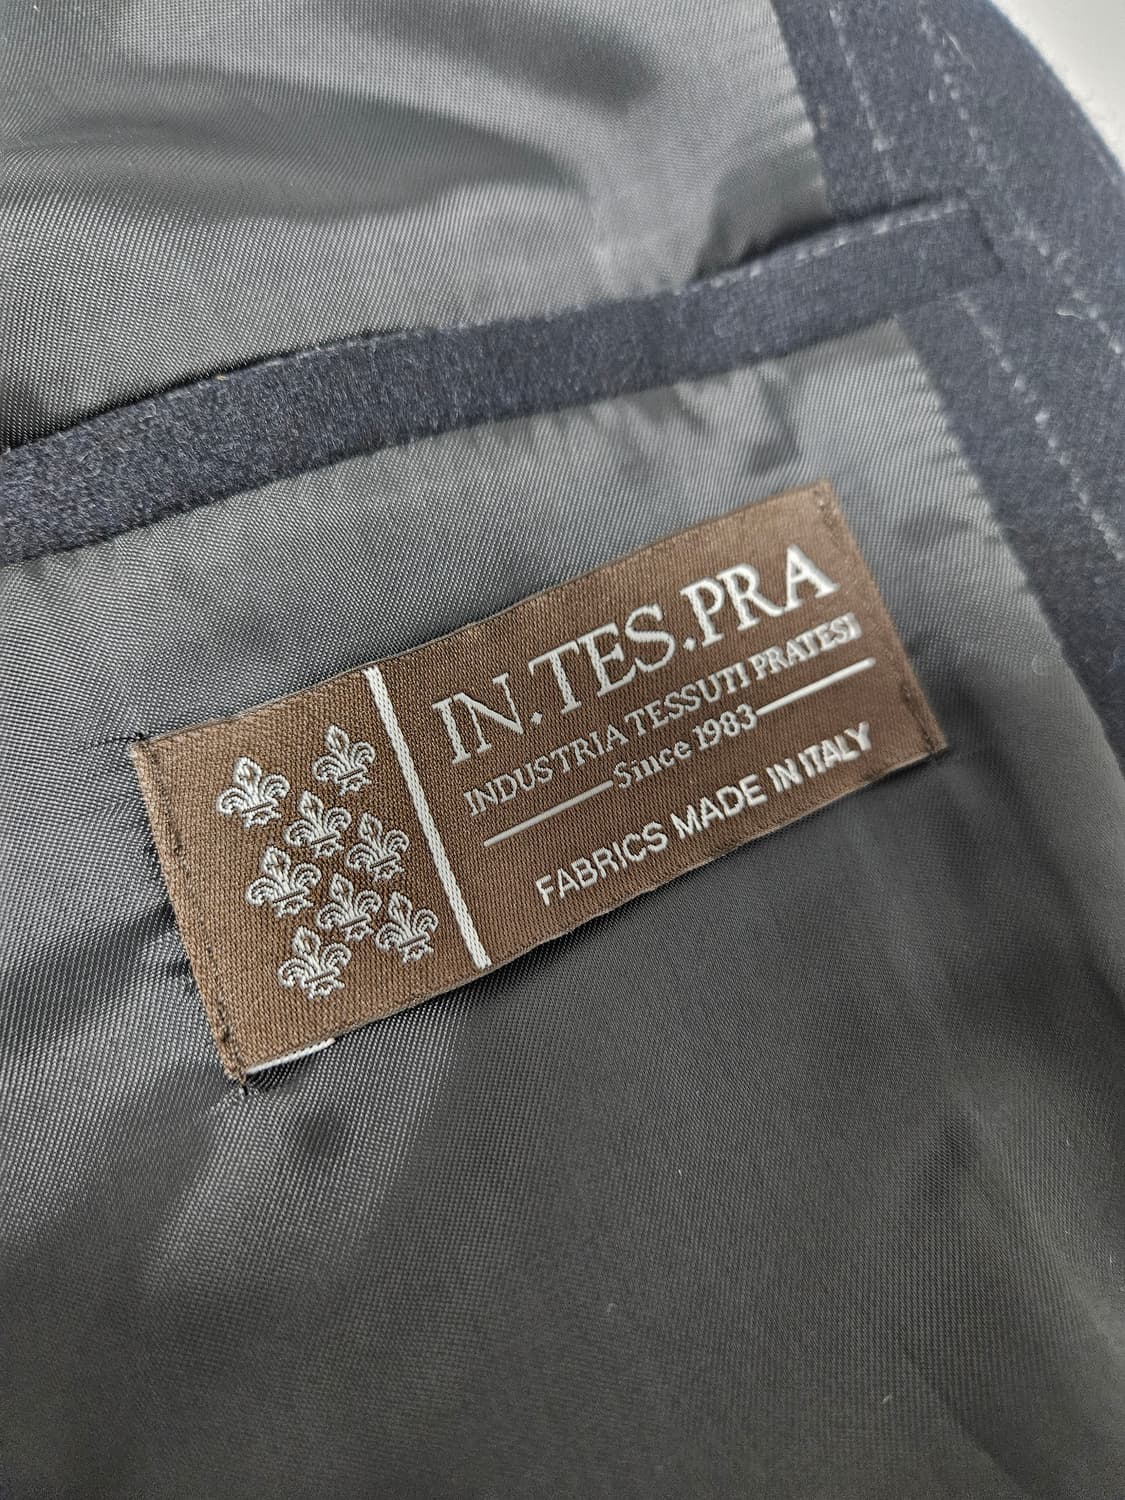 IN.TES.PRA
INDUSTRIA TESSUTI PRATESI
Since 1983
FABRICS MADE IN ITALY